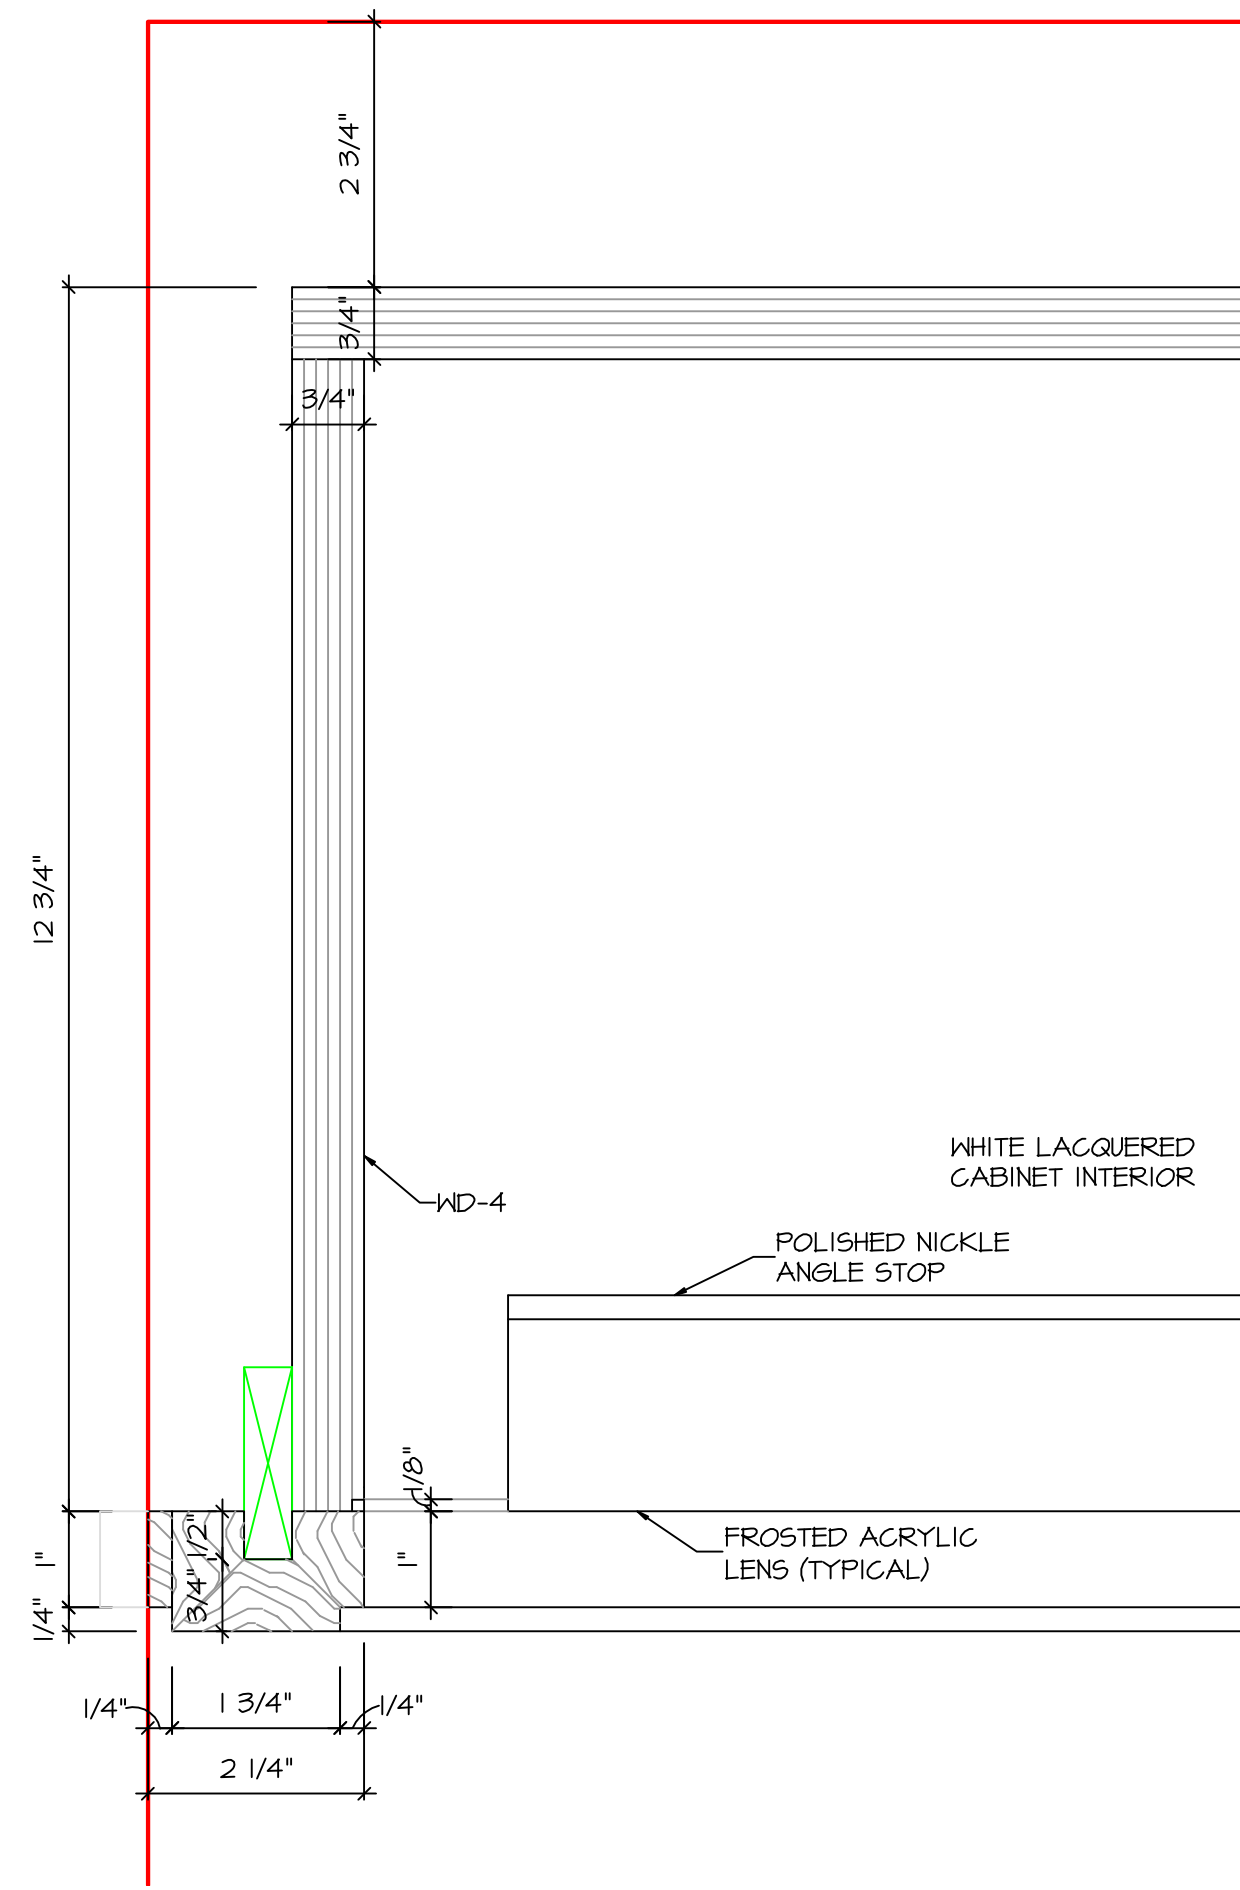 2 3/4"
3/4"
3/4"
12 3/4"
WHITE LACQUERED
CABINET INTERIOR
WD-4
POLISHED NICKLE
ANGLE STOP
1/8"
FROSTED ACRYLIC
LENS (TYPICAL)
1"
1/2"
1"
3/4"
1/4"
1/4"
1 3/4"
1/4"
2 1/4"